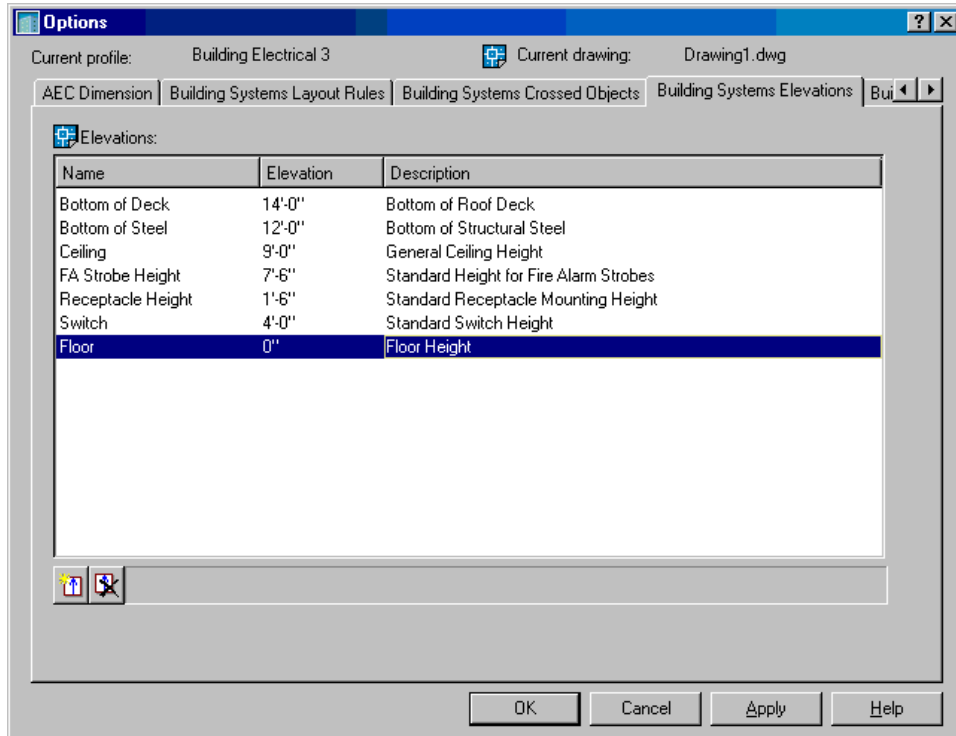 Options
Current profile: Building Electrical 3 Current drawing: Drawing1.dwg
AEC Dimension Building Systems Layout Rules Building Systems Crossed Objects Building Systems Elevations Bui
Elevations:
Name Elevation Description
Bottom of Deck 14'-0" Bottom of Roof Deck
Bottom of Steel 12'-0" Bottom of Structural Steel
Ceiling 9'-0" General Ceiling Height
FA Strobe Height 7'-6" Standard Height for Fire Alarm Strobes
Receptacle Height 1'-6" Standard Receptacle Mounting Height
Switch 4'-0" Standard Switch Height
Floor 0" Floor Height
OK Cancel Apply Help